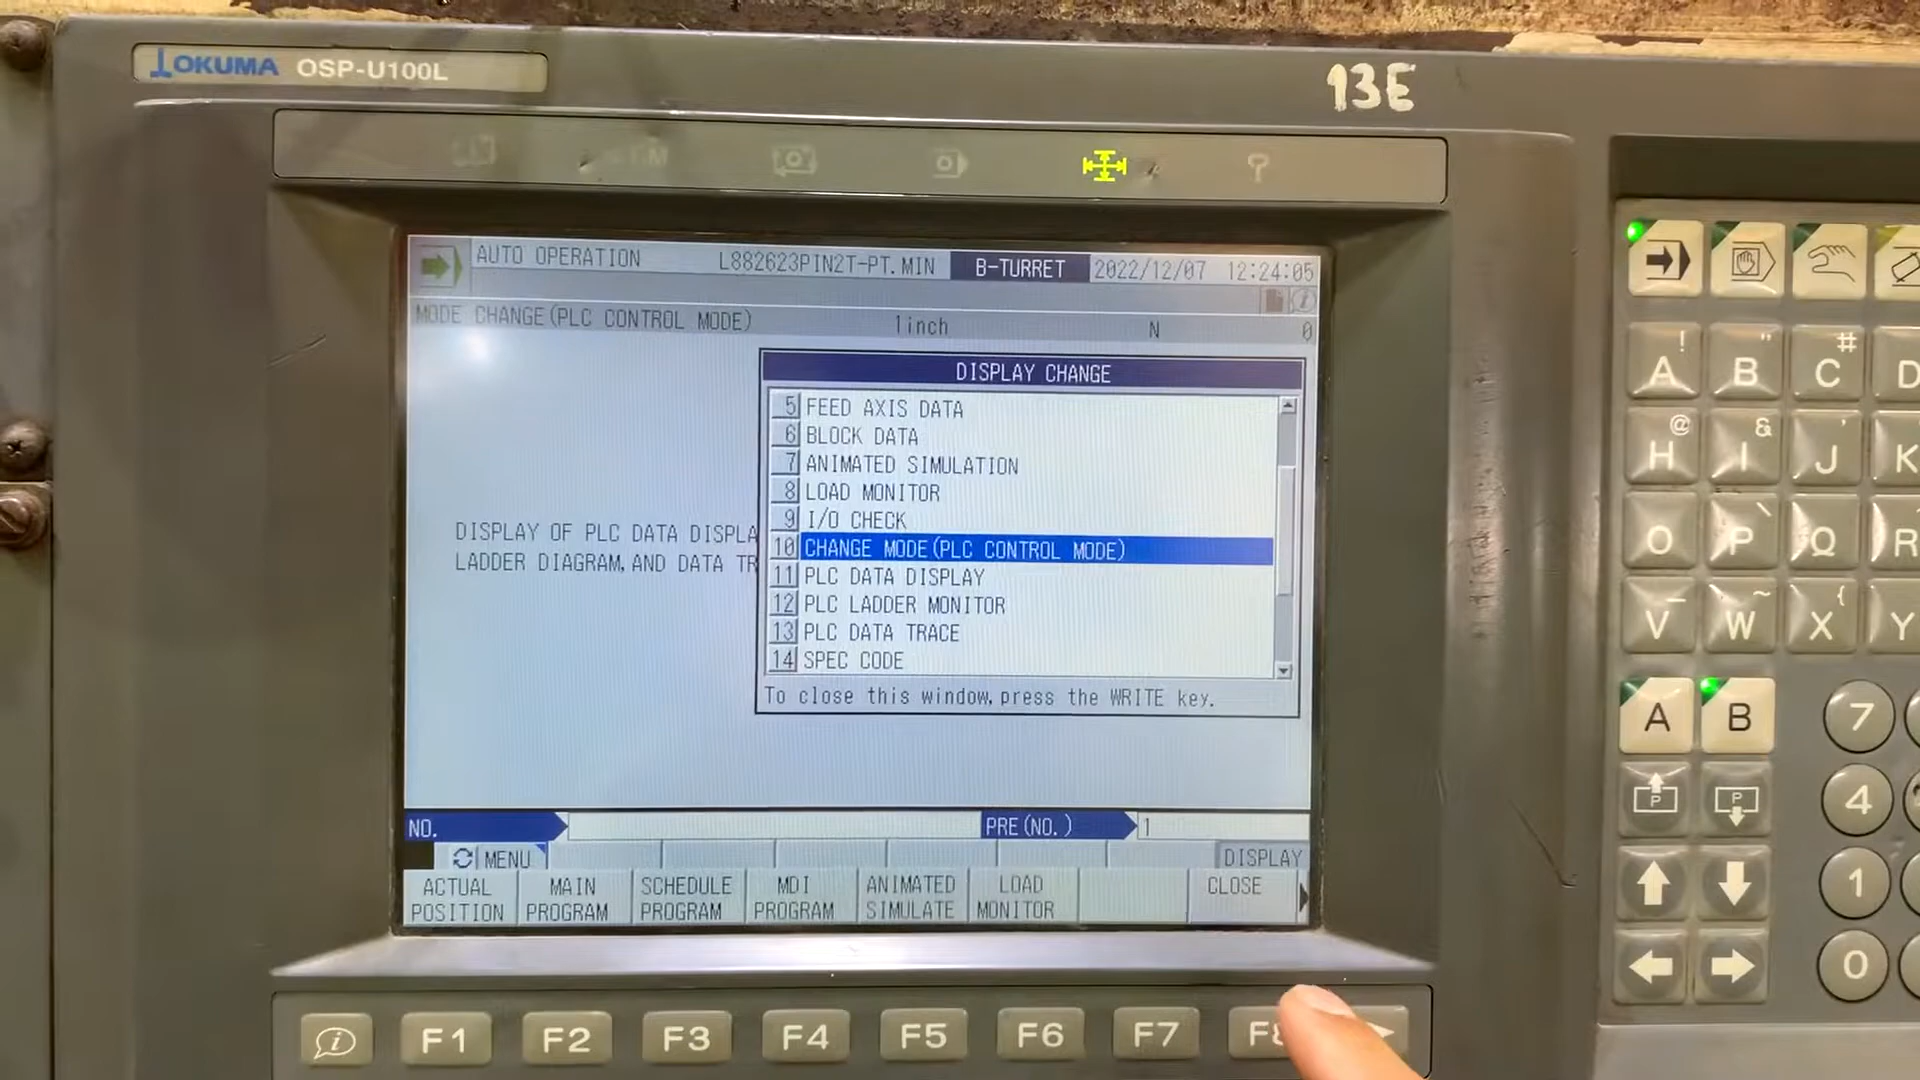 OKUMA OSP-U100L
13E
AUTO OPERATION L882623PIN2T-PT.MIN B-TURRET 2022/12/07 12:24:05
MODE CHANGE(PLC CONTROL MODE) 1inch N 0
DISPLAY CHANGE
5 FEED AXIS DATA
6 BLOCK DATA
7 ANIMATED SIMULATION
8 LOAD MONITOR
9 I/O CHECK
10 CHANGE MODE(PLC CONTROL MODE)
11 PLC DATA DISPLAY
12 PLC LADDER MONITOR
13 PLC DATA TRACE
14 SPEC CODE
To close this window,press the WRITE key.
DISPLAY OF PLC DATA DISPLA
LADDER DIAGRAM,AND DATA TR
NO. PRE(NO.) 1
MENU DISPLAY
ACTUAL POSITION
MAIN PROGRAM
SCHEDULE PROGRAM
MDI PROGRAM
ANIMATED SIMULATE
LOAD MONITOR
CLOSE
i F1 F2 F3 F4 F5 F6 F7 F8
A ! B " C # D
H @ I & J ' K
O P ` Q R
V _ W ~ X { Y
A B 7
P P 4
1
0